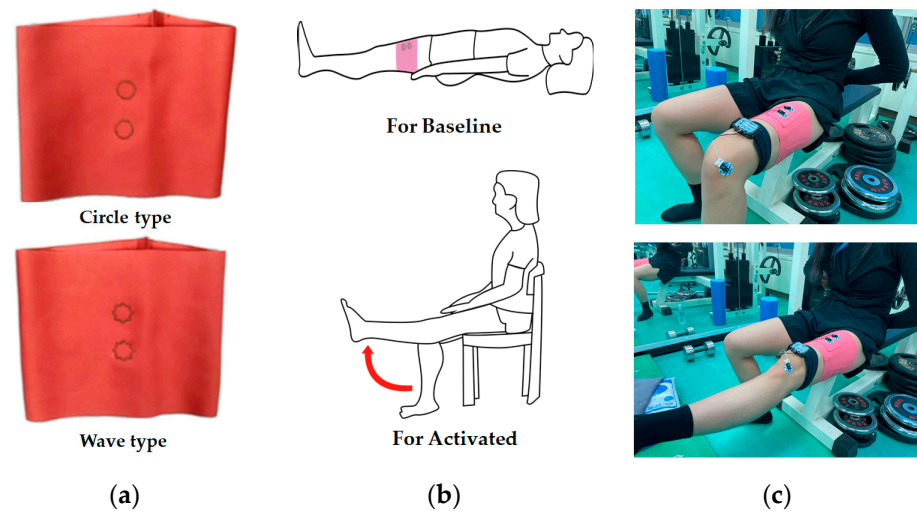 Circle type
Wave type
For Baseline
For Activated
(a)
(b)
(c)